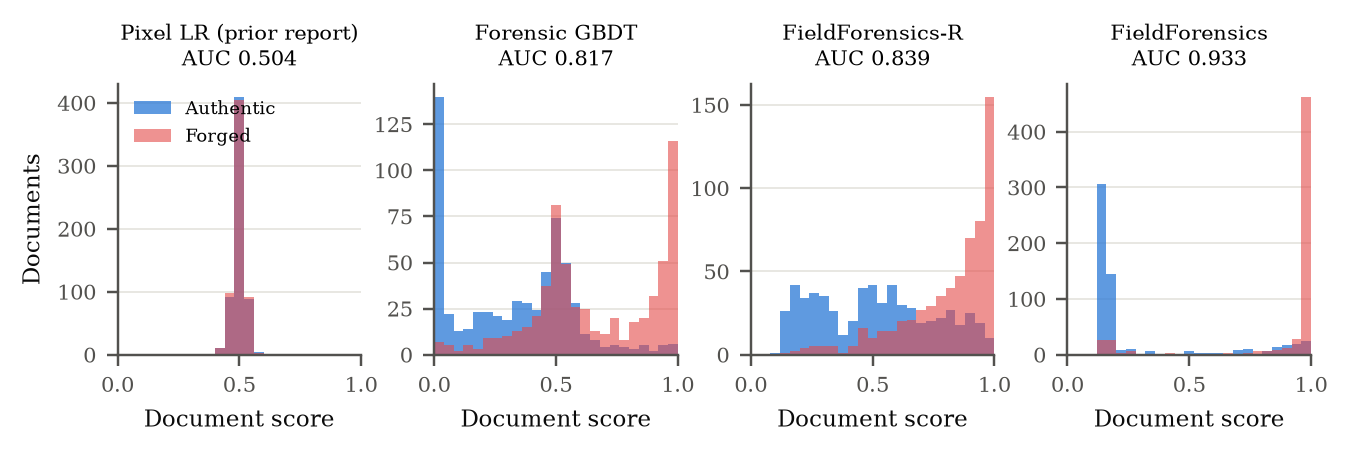 Pixel LR (prior report)
AUC 0.504
Forensic GBDT
AUC 0.817
FieldForensics-R
AUC 0.839
FieldForensics
AUC 0.933
Authentic
Forged
Documents
400
300
200
100
0
0.0 0.5 1.0
Document score
125
100
75
50
25
0
0.0 0.5 1.0
Document score
150
100
50
0
0.0 0.5 1.0
Document score
400
300
200
100
0
0.0 0.5 1.0
Document score